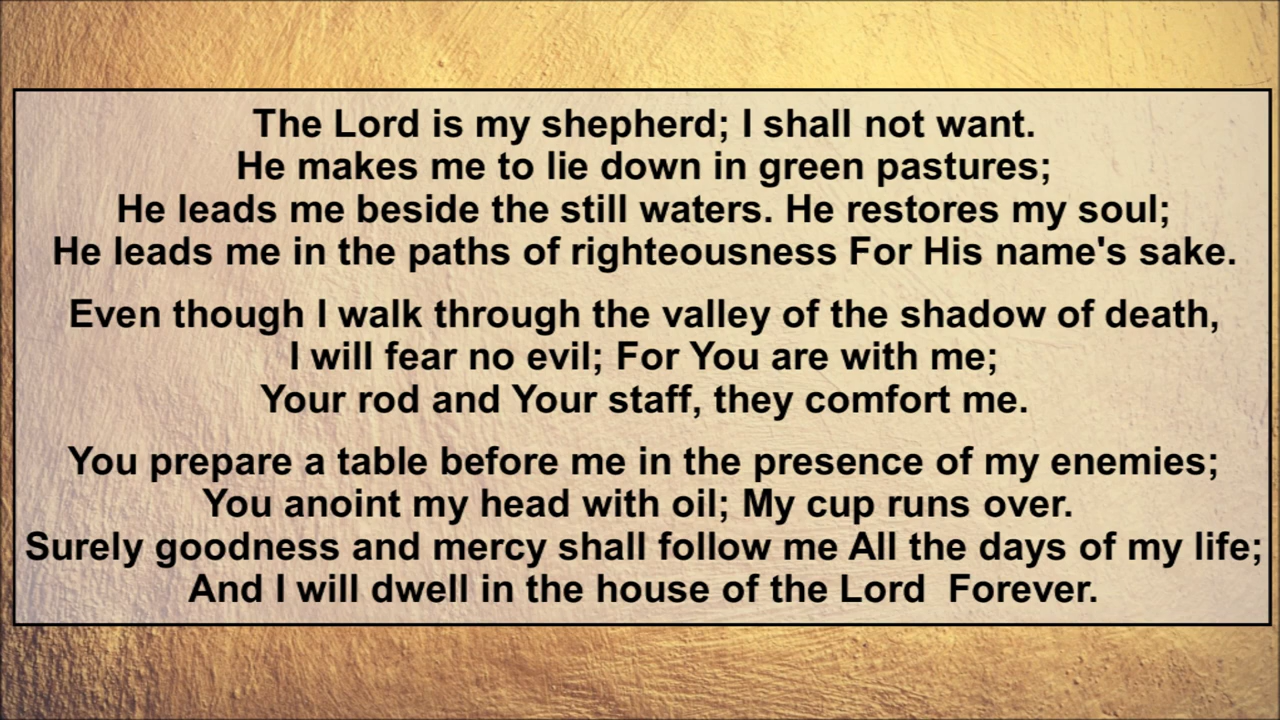 The Lord is my shepherd; I shall not want.
He makes me to lie down in green pastures;
He leads me beside the still waters. He restores my soul;
He leads me in the paths of righteousness For His name's sake.
Even though I walk through the valley of the shadow of death,
I will fear no evil; For You are with me;
Your rod and Your staff, they comfort me.
You prepare a table before me in the presence of my enemies;
You anoint my head with oil; My cup runs over.
Surely goodness and mercy shall follow me All the days of my life;
And I will dwell in the house of the Lord  Forever.